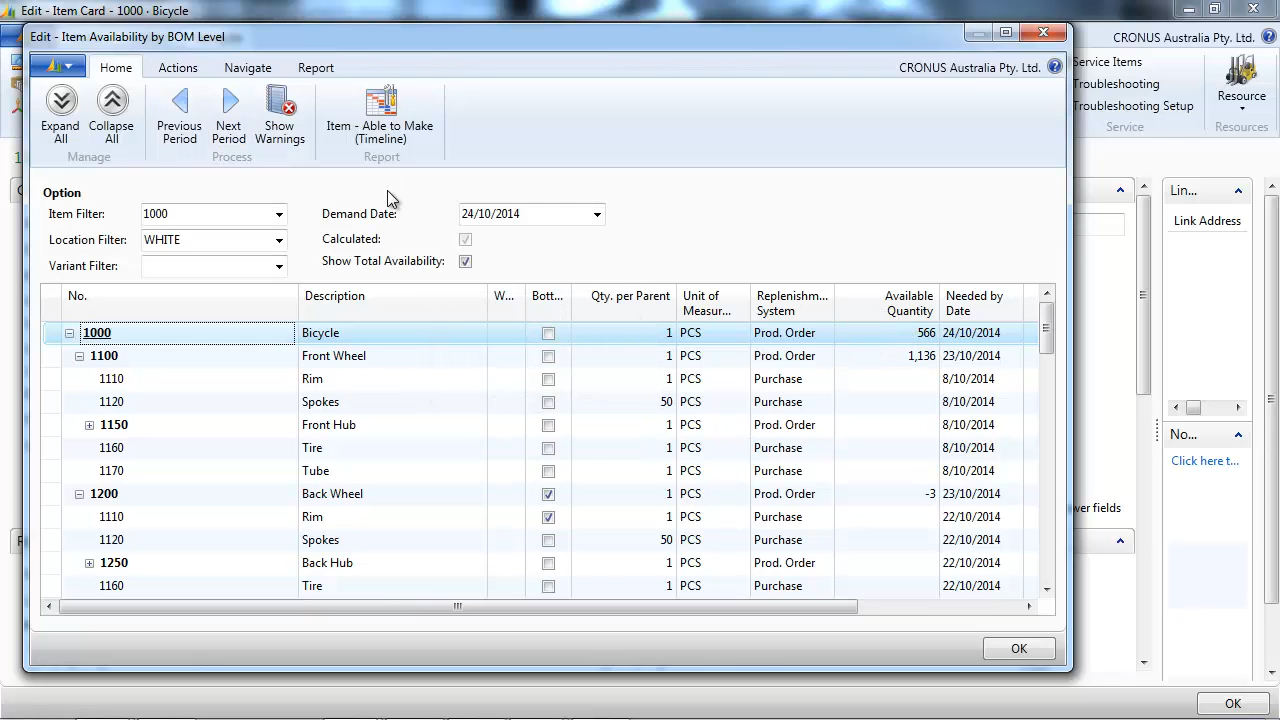 Edit - Item Card - 1000 · Bicycle
Edit - Item Availability by BOM Level
CRONUS Australia Pty. Ltd.
Home Actions Navigate Report CRONUS Australia Pty. Ltd.
Expand All
Collapse All
Previous Period
Next Period
Show Warnings
Item - Able to Make (Timeline)
Manage Process Report
Service Items
Troubleshooting
Troubleshooting Setup
Service
Resource
Resources
Option
Item Filter: 1000 Demand Date: 24/10/2014
Location Filter: WHITE Calculated:
Variant Filter: Show Total Availability:
No. Description W... Bott... Qty. per Parent Unit of Measur... Replenishm... System Available Quantity Needed by Date
1000 Bicycle 1 PCS Prod. Order 566 24/10/2014
1100 Front Wheel 1 PCS Prod. Order 1,136 23/10/2014
1110 Rim 1 PCS Purchase 8/10/2014
1120 Spokes 50 PCS Purchase 8/10/2014
1150 Front Hub 1 PCS Prod. Order 8/10/2014
1160 Tire 1 PCS Purchase 8/10/2014
1170 Tube 1 PCS Purchase 8/10/2014
1200 Back Wheel 1 PCS Prod. Order -3 23/10/2014
1110 Rim 1 PCS Purchase 22/10/2014
1120 Spokes 50 PCS Purchase 22/10/2014
1250 Back Hub 1 PCS Prod. Order 22/10/2014
1160 Tire 1 PCS Purchase 22/10/2014
OK
Lin...
Link Address
No...
Click here t...
wer fields
OK